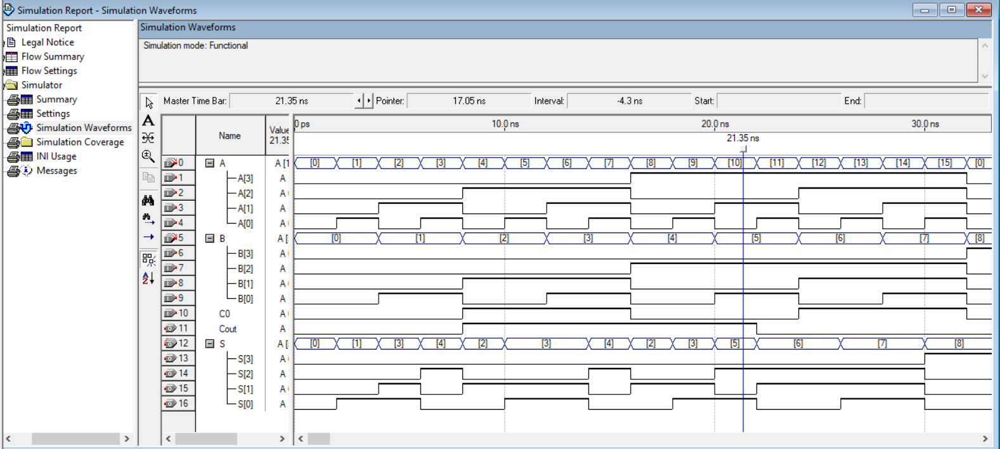 Simulation Report - Simulation Waveforms
Simulation Report
Legal Notice
Flow Summary
Flow Settings
Simulator
Summary
Settings
Simulation Waveforms
Simulation Coverage
INI Usage
Messages
Simulation Waveforms
Simulation mode: Functional
Master Time Bar: 21.35 ns Pointer: 17.05 ns Interval: -4.3 ns Start: End:
Name
Value
21.35
0 ps 10.0 ns 20.0 ns 30.0 ns
21.35 ns
0 A A [1 [0] [1] [2] [3] [4] [5] [6] [7] [8] [9] [10] [11] [12] [13] [14] [15] [0]
1 A[3] A
2 A[2] A
3 A[1] A
4 A[0] A
5 B A [ [0] [1] [2] [3] [4] [5] [6] [7] [8]
6 B[3] A
7 B[2] A
8 B[1] A
9 B[0] A
10 C0 A
11 Cout A
12 S A [ [0] [1] [3] [4] [2] [3] [4] [2] [3] [5] [6] [7] [8]
13 S[3] A
14 S[2] A
15 S[1] A
16 S[0] A